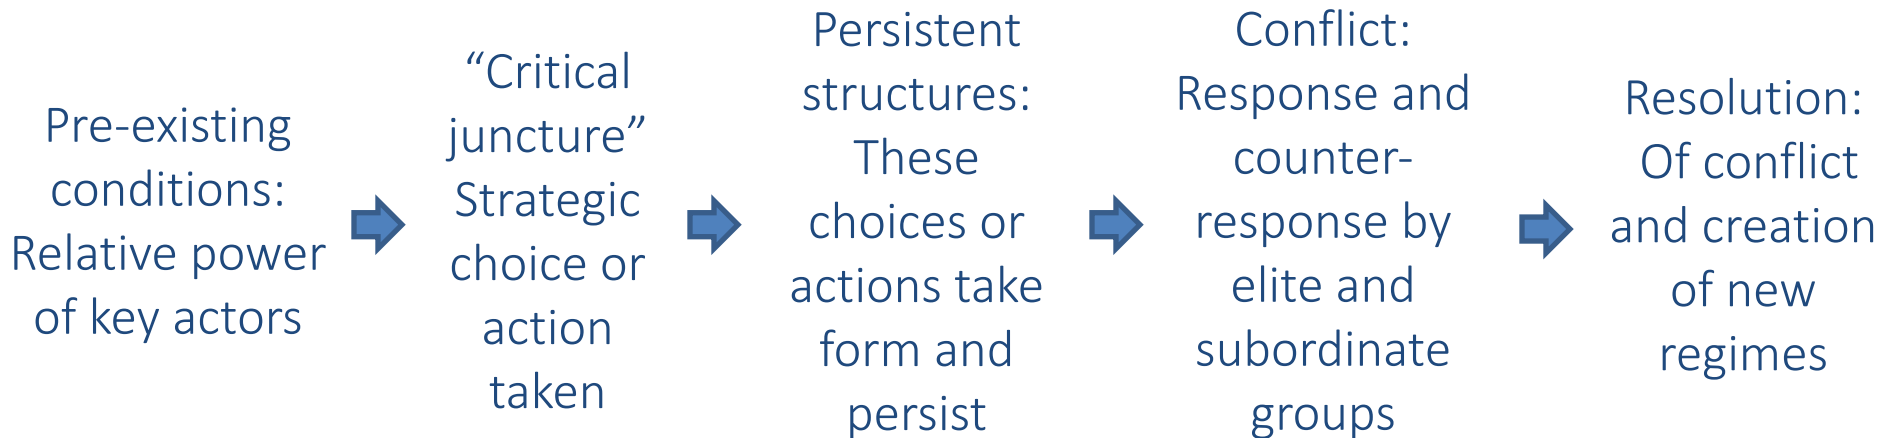 Pre-existing
conditions:
Relative power
of key actors
“Critical
juncture”
Strategic
choice or
action
taken
Persistent
structures:
These
choices or
actions take
form and
persist
Conflict:
Response and
counter-
response by
elite and
subordinate
groups
Resolution:
Of conflict
and creation
of new
regimes